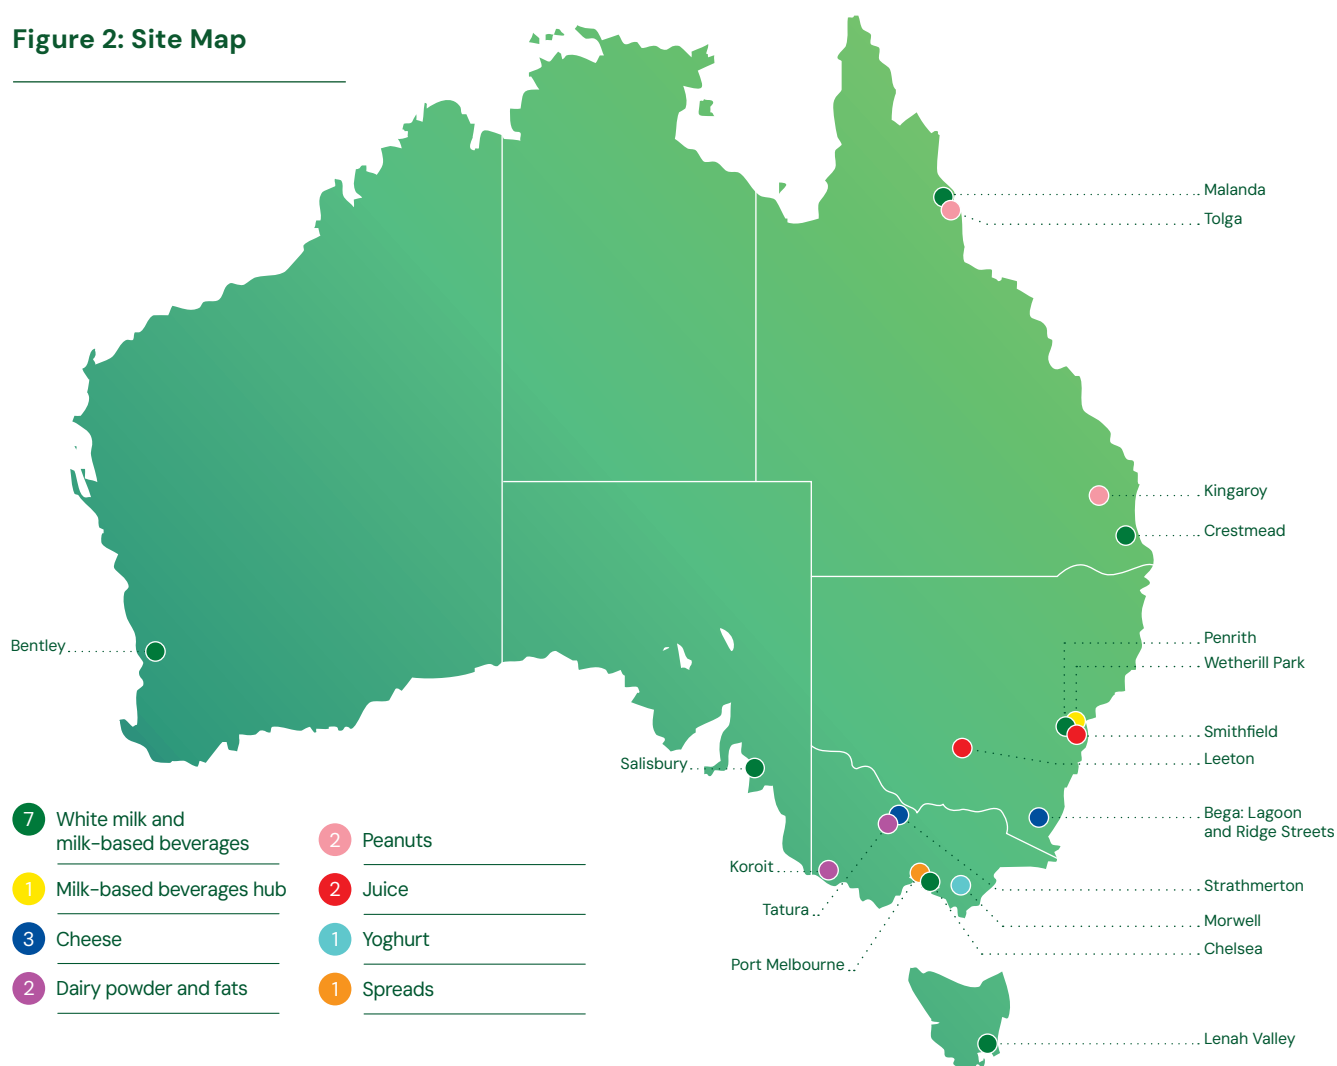 Figure 2: Site Map
Malanda
Tolga
Kingaroy
Crestmead
Penrith
Wetherill Park
Smithfield
Leeton
Bega: Lagoon
and Ridge Streets
Strathmerton
Morwell
Chelsea
Lenah Valley
Bentley
Salisbury
Koroit
Tatura
Port Melbourne
7 White milk and
milk-based beverages
1 Milk-based beverages hub
3 Cheese
2 Dairy powder and fats
2 Peanuts
2 Juice
1 Yoghurt
1 Spreads